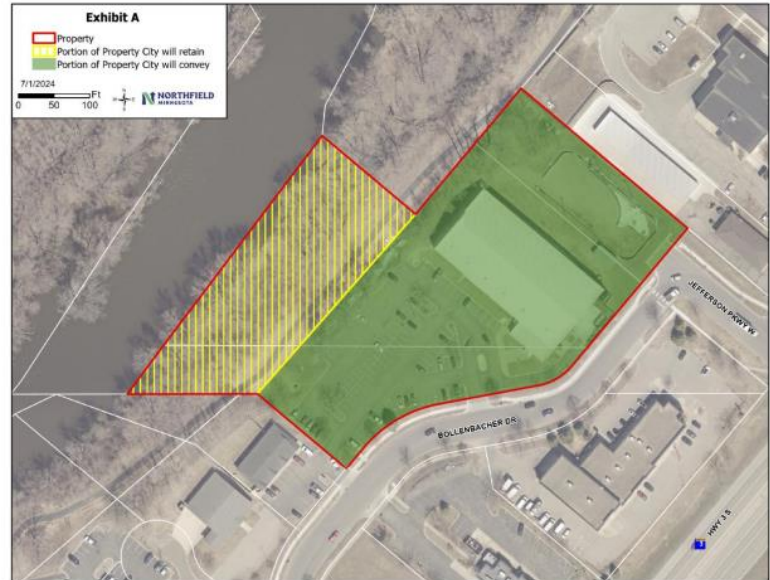 Exhibit A
Property
Portion of Property City will retain
Portion of Property City will convey
7/1/2024
Ft
0 50 100
NORTHFIELD
MINNESOTA
JEFFERSON PKWY W
BOLLENBACHER DR
HWY 3 S